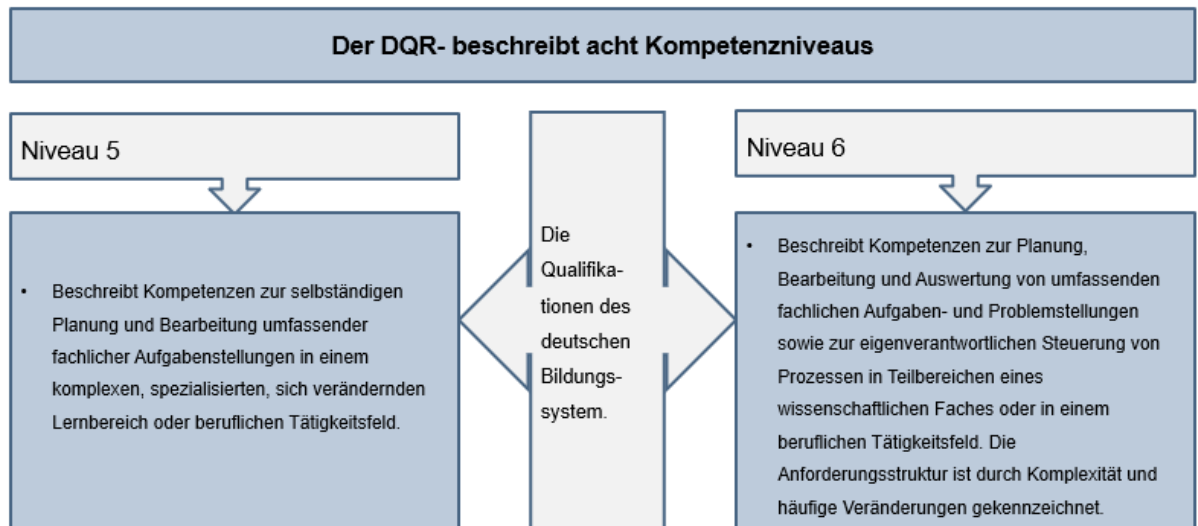 Der DQR- beschreibt acht Kompetenzniveaus
Niveau 5
• Beschreibt Kompetenzen zur selbständigen
Planung und Bearbeitung umfassender
fachlicher Aufgabenstellungen in einem
komplexen, spezialisierten, sich verändernden
Lernbereich oder beruflichen Tätigkeitsfeld.
Die
Qualifika-
tionen des
deutschen
Bildungs-
system.
Niveau 6
• Beschreibt Kompetenzen zur Planung,
Bearbeitung und Auswertung von umfassenden
fachlichen Aufgaben- und Problemstellungen
sowie zur eigenverantwortlichen Steuerung von
Prozessen in Teilbereichen eines
wissenschaftlichen Faches oder in einem
beruflichen Tätigkeitsfeld. Die
Anforderungsstruktur ist durch Komplexität und
häufige Veränderungen gekennzeichnet.